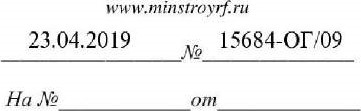 www.minstroyrf.ru
23.04.2019 № 15684-ОГ/09
На № от